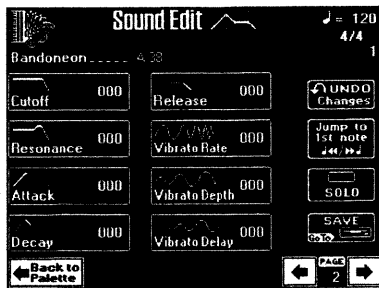 Sound Edit
♩ = 120
4/4
1
Bandoneon
Cutoff 000
Release 000
UNDO
Changes
Resonance 000
Vibrato Rate 000
Jump to
1st note
Attack 000
Vibrato Depth 000
SOLO
Decay 000
Vibrato Delay 000
SAVE
GoTo
Back to
Palette
PAGE
2